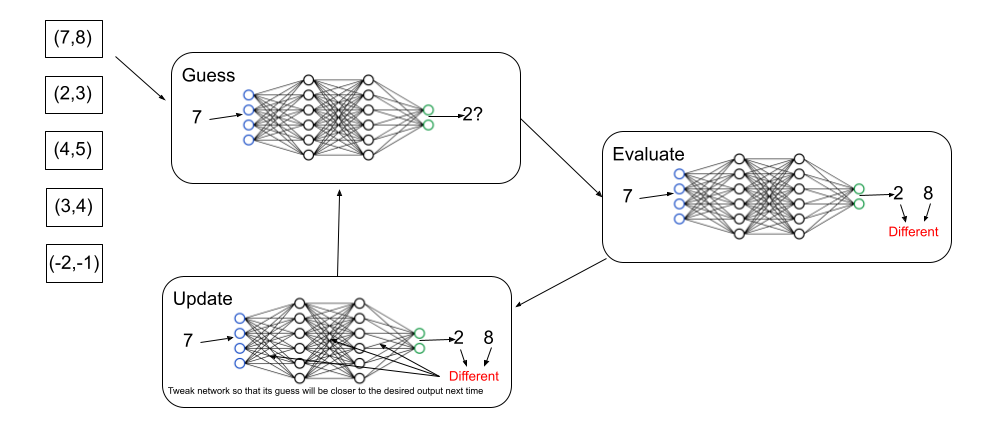 (7,8)
(2,3)
(4,5)
(3,4)
(-2,-1)
Guess
7
2?
Evaluate
7
2 8
Different
Update
7
2 8
Different
Tweak network so that its guess will be closer to the desired output next time